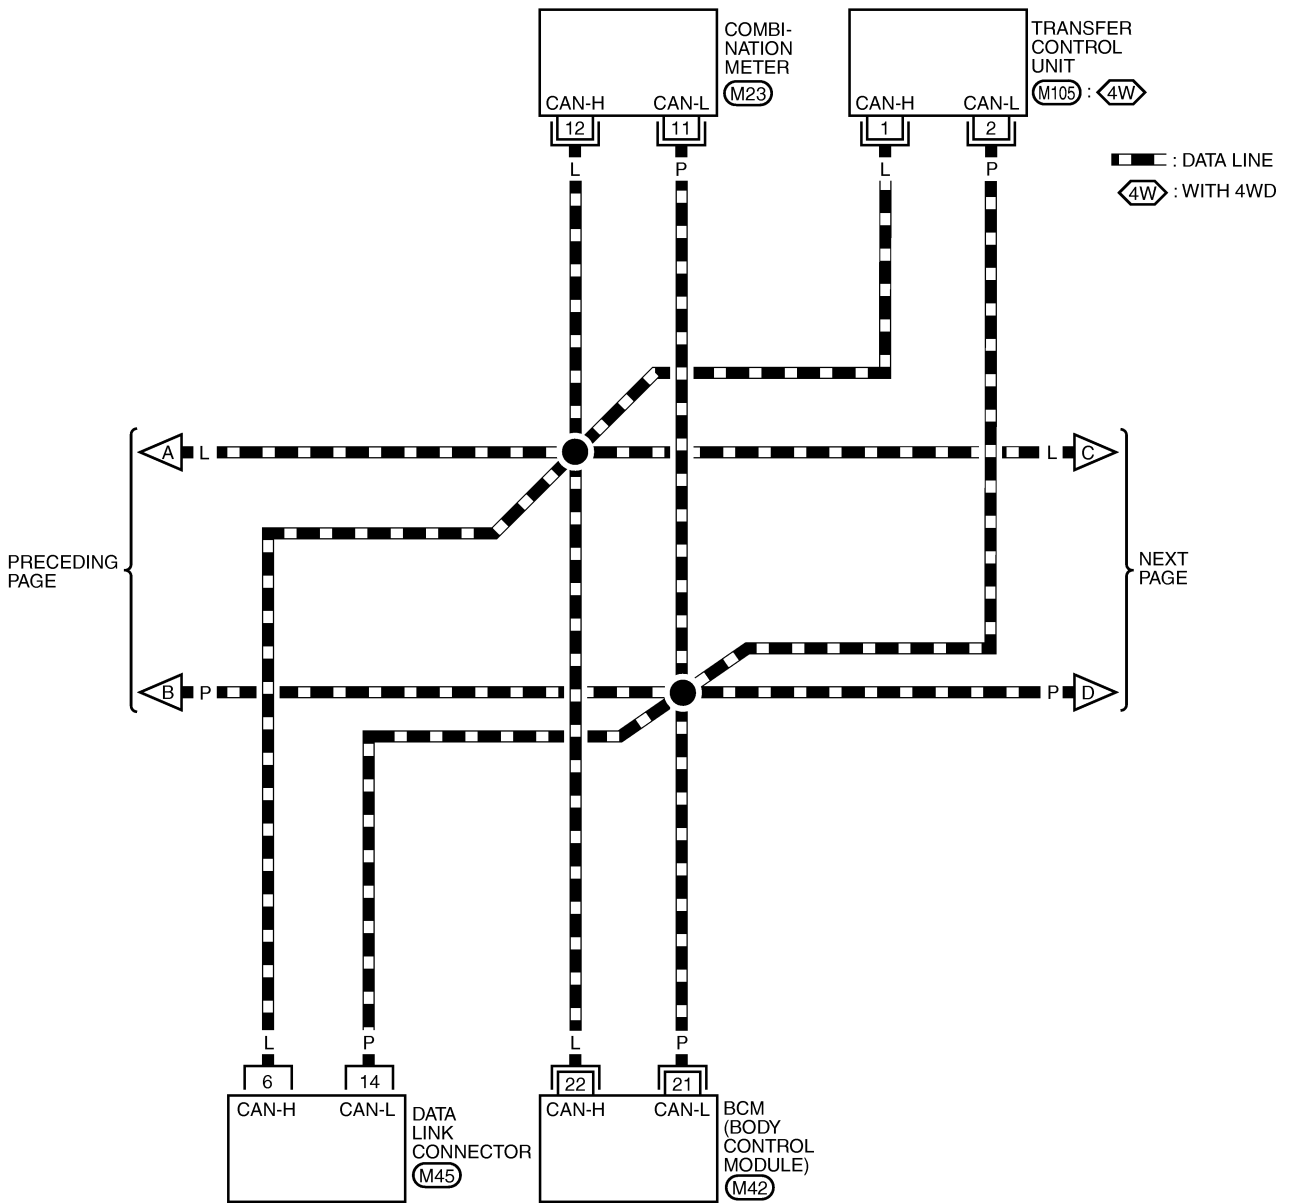 COMBI-
NATION
METER
M23
TRANSFER
CONTROL
UNIT
M105 : 4W
CAN-H CAN-L
CAN-H CAN-L
12 11
1 2
L P
L P
: DATA LINE
4W : WITH 4WD
A L
L C
PRECEDING
PAGE
NEXT
PAGE
B P
P D
L P
L P
6 14
22 21
CAN-H CAN-L
DATA
LINK
CONNECTOR
M45
CAN-H CAN-L
BCM
(BODY
CONTROL
MODULE)
M42